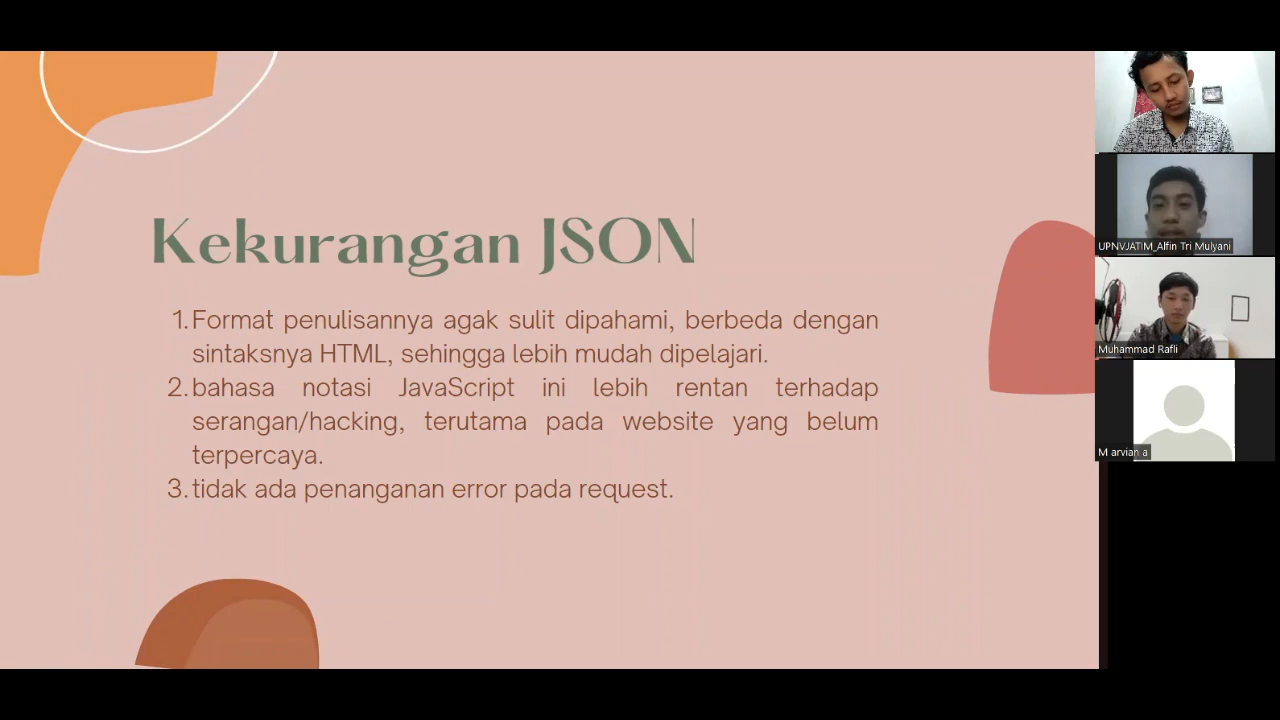 Kekurangan JSON
1. Format penulisannya agak sulit dipahami, berbeda dengan
sintaksnya HTML, sehingga lebih mudah dipelajari.
2. bahasa notasi JavaScript ini lebih rentan terhadap
serangan/hacking, terutama pada website yang belum
terpercaya.
3. tidak ada penanganan error pada request.
UPNVJATIM_Alfin Tri Mulyani
Muhammad Rafli
M arvian a